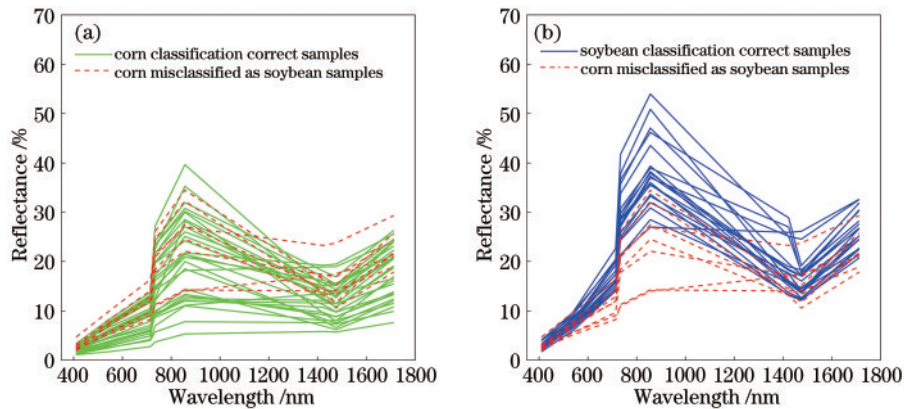 (a)
corn classification correct samples
corn misclassified as soybean samples
Reflectance /%
70
60
50
40
30
20
10
0
400 600 800 1000 1200 1400 1600 1800
Wavelength /nm
(b)
soybean classification correct samples
corn misclassified as soybean samples
Reflectance /%
70
60
50
40
30
20
10
0
400 600 800 1000 1200 1400 1600 1800
Wavelength /nm